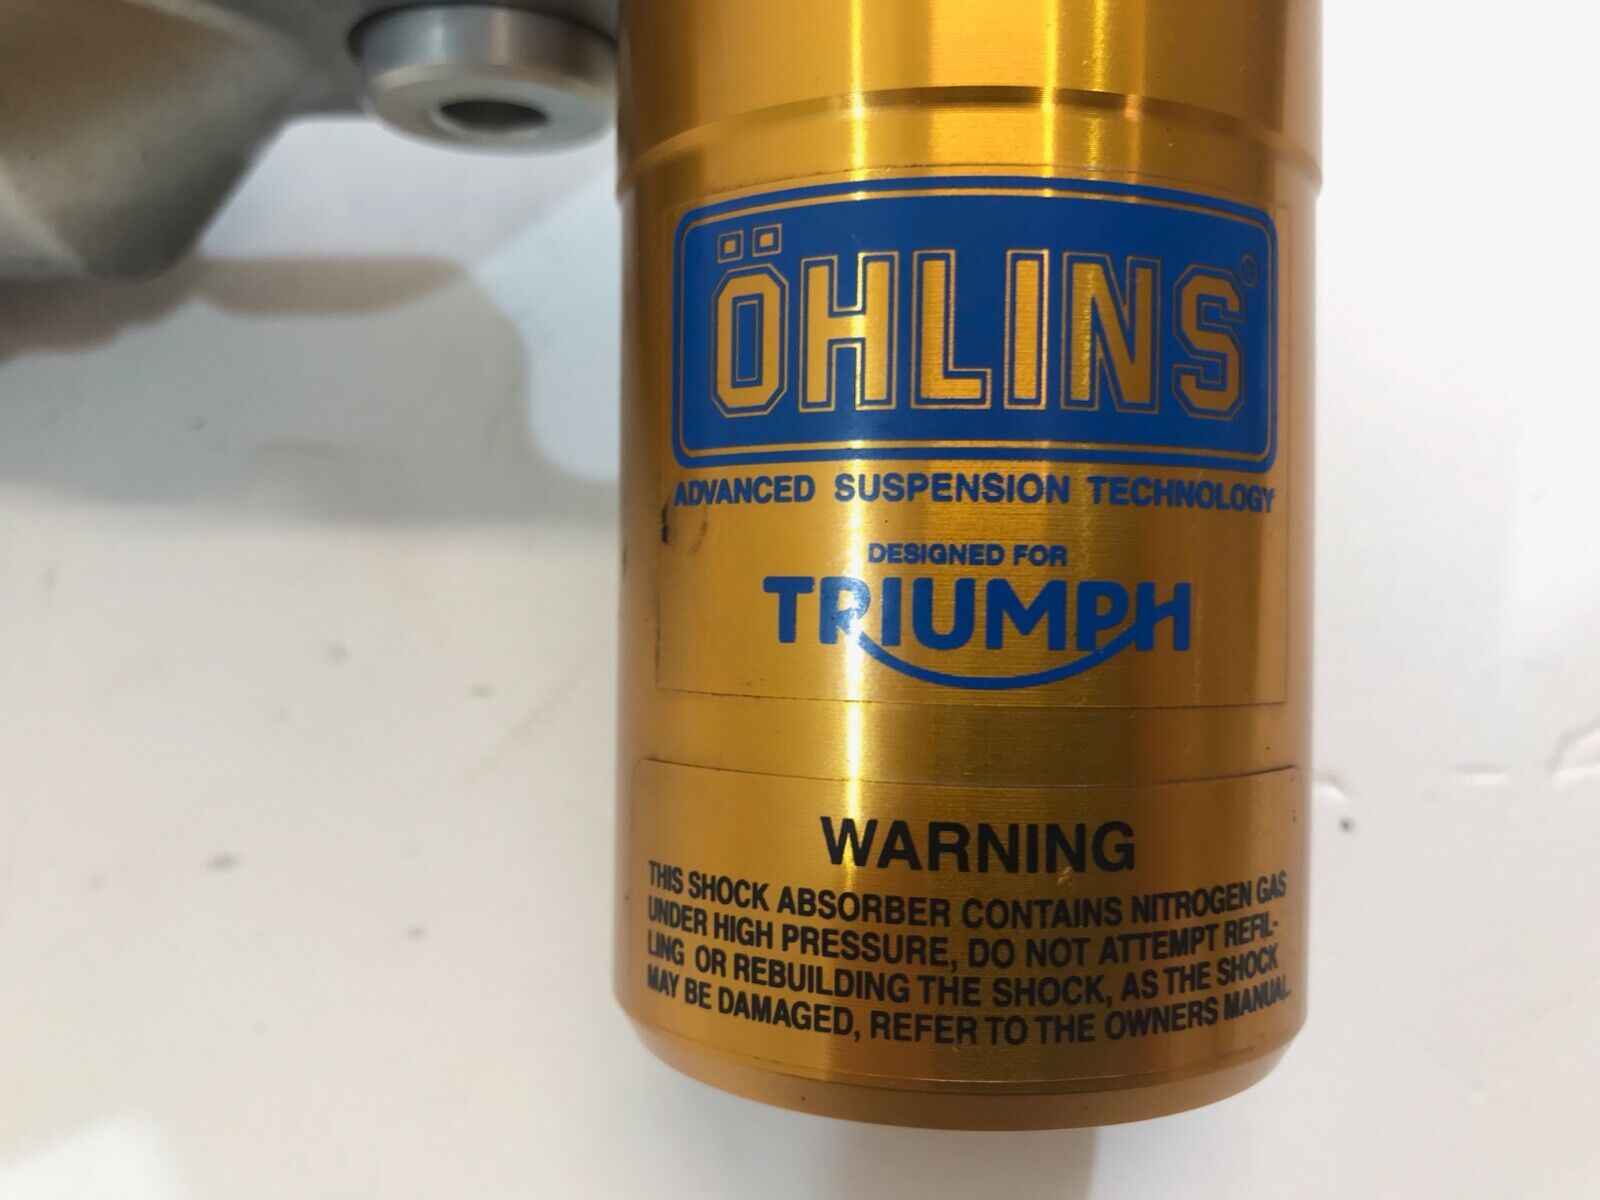 ÖHLINS®
ADVANCED SUSPENSION TECHNOLOGY
DESIGNED FOR
TRIUMPH
WARNING
THIS SHOCK ABSORBER CONTAINS NITROGEN GAS
UNDER HIGH PRESSURE, DO NOT ATTEMPT REFIL-
LING OR REBUILDING THE SHOCK, AS THE SHOCK
MAY BE DAMAGED, REFER TO THE OWNERS MANUAL.